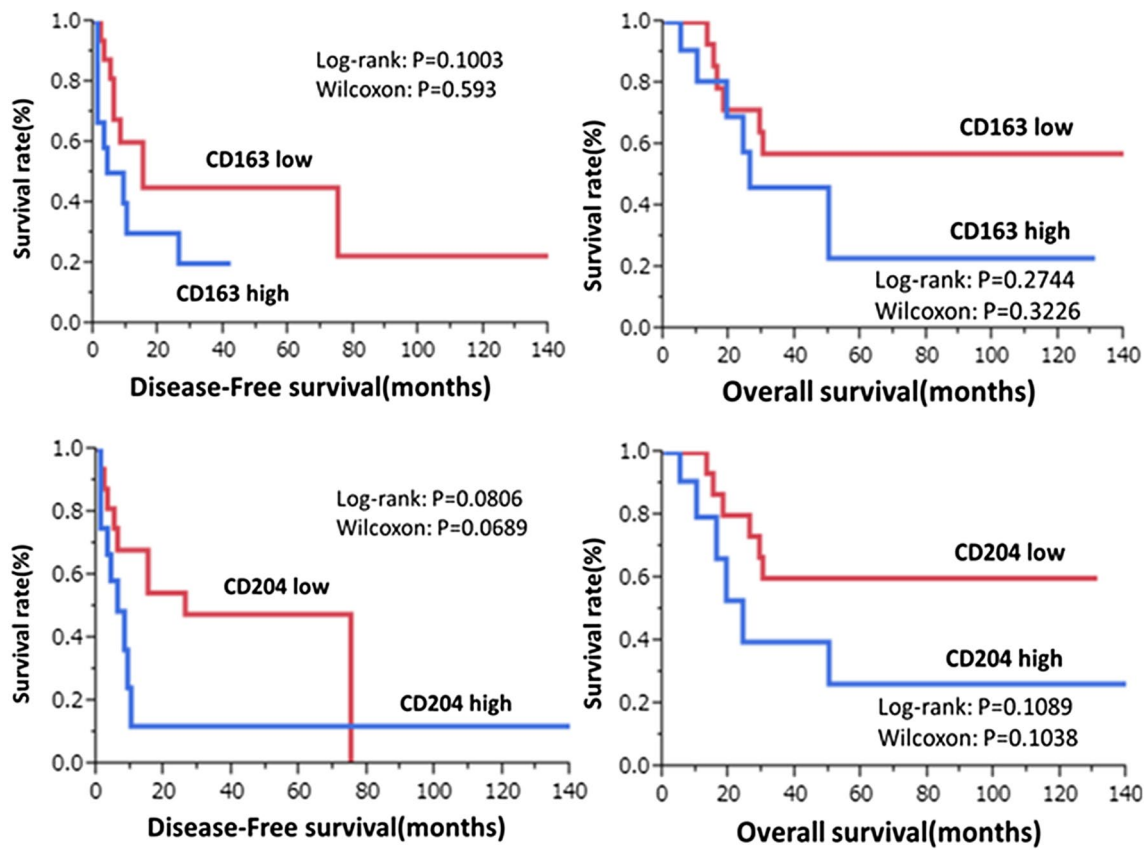 Survival rate(%)
1.0
0.8
0.6
0.4
0.2
0.0
Log-rank: P=0.1003
Wilcoxon: P=0.593
CD163 low
CD163 high
0 20 40 60 80 100 120 140
Disease-Free survival(months)
Survival rate(%)
1.0
0.8
0.6
0.4
0.2
0.0
CD163 low
CD163 high
Log-rank: P=0.2744
Wilcoxon: P=0.3226
0 20 40 60 80 100 120 140
Overall survival(months)
Survival rate(%)
1.0
0.8
0.6
0.4
0.2
0.0
Log-rank: P=0.0806
Wilcoxon: P=0.0689
CD204 low
CD204 high
0 20 40 60 80 100 120 140
Disease-Free survival(months)
Survival rate(%)
1.0
0.8
0.6
0.4
0.2
0.0
CD204 low
CD204 high
Log-rank: P=0.1089
Wilcoxon: P=0.1038
0 20 40 60 80 100 120 140
Overall survival(months)